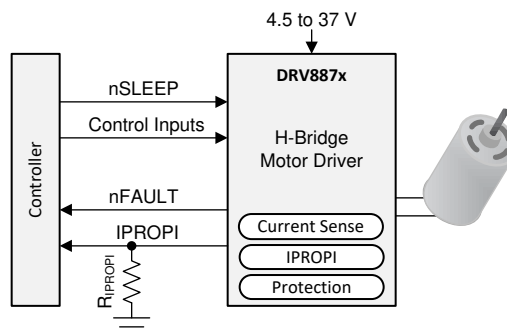 4.5 to 37 V
DRV887x
nSLEEP
Control Inputs
H-Bridge
Motor Driver
Controller
nFAULT
IPROPI
RIPROPI
Current Sense
IPROPI
Protection